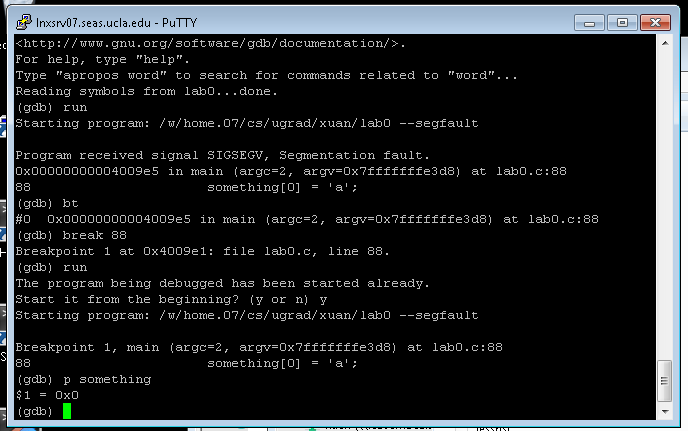 lnxsrv07.seas.ucla.edu - PuTTY
<http://www.gnu.org/software/gdb/documentation/>.
For help, type "help".
Type "apropos word" to search for commands related to "word"...
Reading symbols from lab0...done.
(gdb) run
Starting program: /w/home.07/cs/ugrad/xuan/lab0 --segfault
Program received signal SIGSEGV, Segmentation fault.
0x00000000004009e5 in main (argc=2, argv=0x7fffffffe3d8) at lab0.c:88
88 something[0] = 'a';
(gdb) bt
#0 0x00000000004009e5 in main (argc=2, argv=0x7fffffffe3d8) at lab0.c:88
(gdb) break 88
Breakpoint 1 at 0x4009e1: file lab0.c, line 88.
(gdb) run
The program being debugged has been started already.
Start it from the beginning? (y or n) y
Starting program: /w/home.07/cs/ugrad/xuan/lab0 --segfault
Breakpoint 1, main (argc=2, argv=0x7fffffffe3d8) at lab0.c:88
88 something[0] = 'a';
(gdb) p something
$1 = 0x0
(gdb)